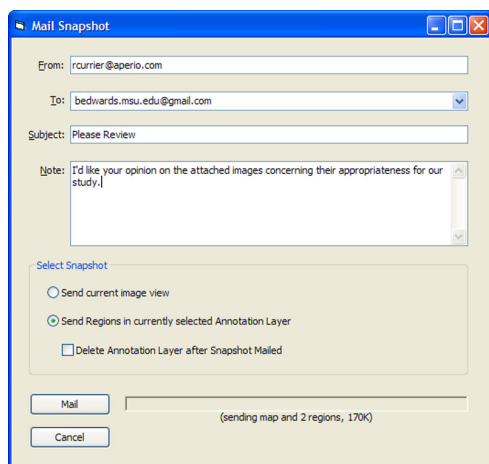 Mail Snapshot
From: rcurrier@aperio.com
To: bedwards.msu.edu@gmail.com
Subject: Please Review
Note: I'd like your opinion on the attached images concerning their appropriateness for our
study.
Select Snapshot
Send current image view
Send Regions in currently selected Annotation Layer
Delete Annotation Layer after Snapshot Mailed
Mail
(sending map and 2 regions, 170K)
Cancel